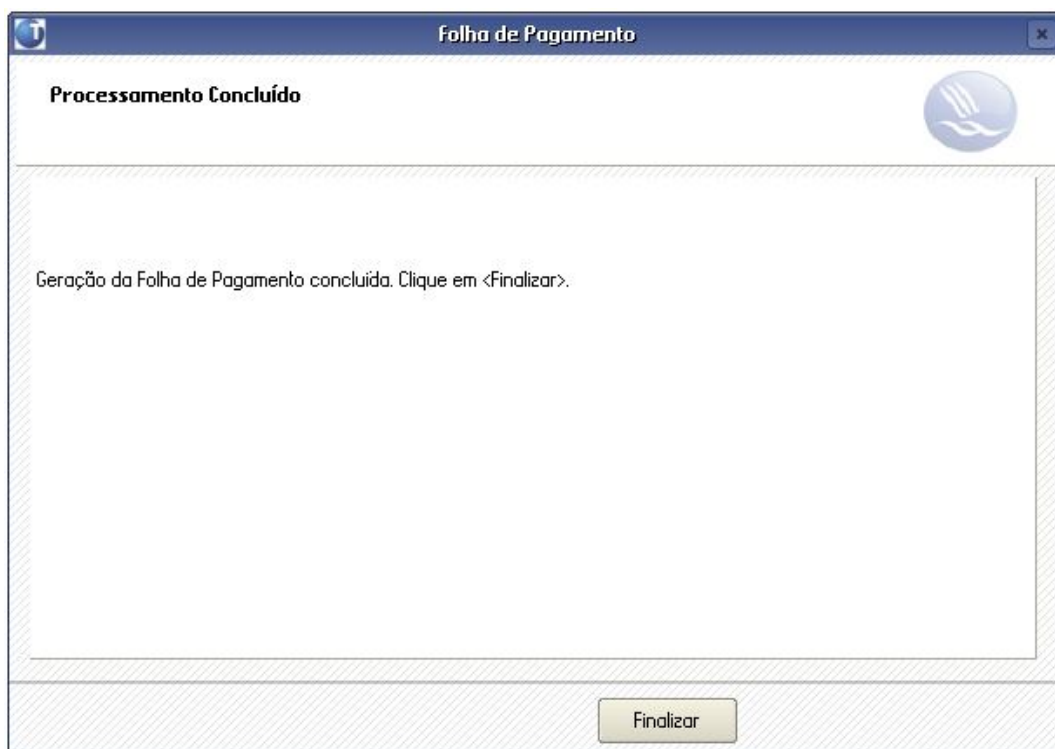 Folha de Pagamento
Processamento Concluído
Geração da Folha de Pagamento concluída. Clique em <Finalizar>.
Finalizar